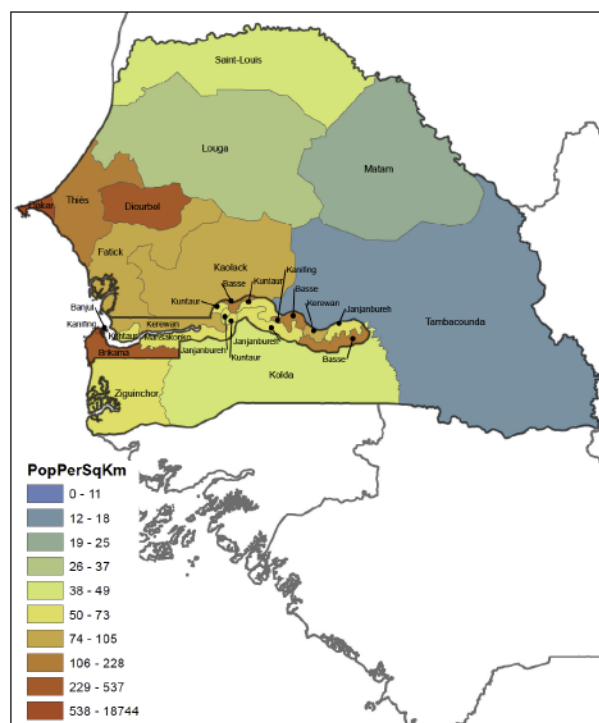 Saint-Louis
Louga
Matam
Thiès
Dakar
Diourbel
Fatick
Kaolack
Kanifing
Kuntaur
Basse
Basse
Kuntaur
Kerewan
Janjanbureh
Tambacounda
Banjul
Kanifing
Kerewan
Kuntaur
Mansakonko
Brikama
Janjanbureh
Kuntaur
Janjanbureh
Basse
Kolda
Ziguinchor
PopPerSqKm
0 - 11
12 - 18
19 - 25
26 - 37
38 - 49
50 - 73
74 - 105
106 - 228
229 - 537
538 - 18744